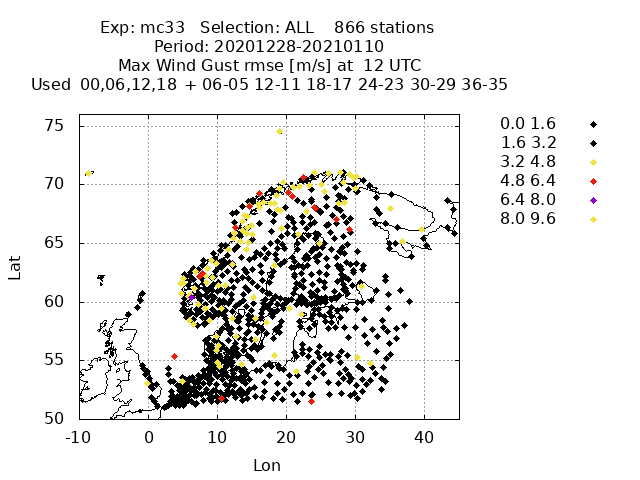 Exp: mc33   Selection: ALL    866 stations
Period: 20201228-20210110
Max Wind Gust rmse [m/s] at  12 UTC
Used  00,06,12,18  + 06-05 12-11 18-17 24-23 30-29 36-35
0.0 1.6
1.6 3.2
3.2 4.8
4.8 6.4
6.4 8.0
8.0 9.6
75
70
65
60
55
50
Lat
-10 0 10 20 30 40
Lon